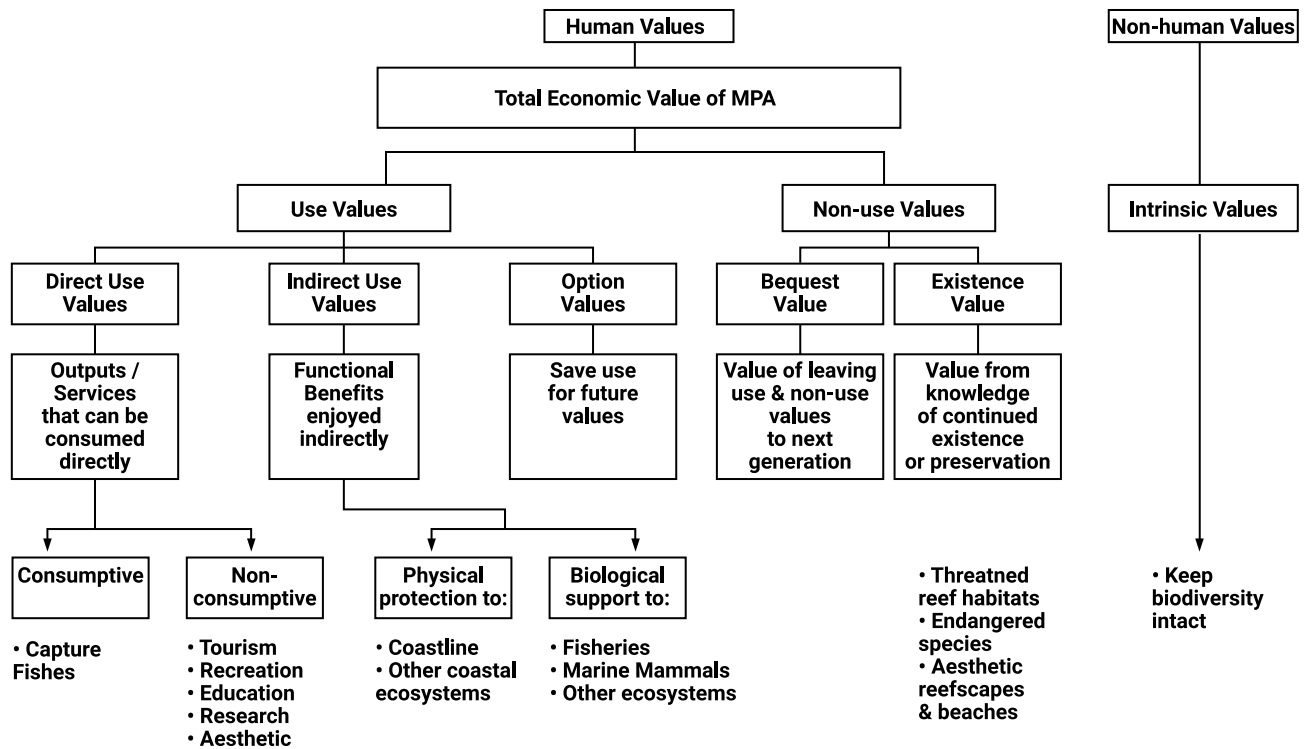 Human Values
Non-human Values
Total Economic Value of MPA
Use Values
Non-use Values
Intrinsic Values
Direct Use
Values
Indirect Use
Values
Option
Values
Bequest
Value
Existence
Value
Outputs /
Services
that can be
consumed
directly
Functional
Benefits
enjoyed
indirectly
Save use
for future
values
Value of leaving
use & non-use
values
to next
generation
Value from
knowledge
of continued
existence
or preservation
Consumptive
Non-
consumptive
Physical
protection to:
Biological
support to:
• Capture
Fishes
• Tourism
• Recreation
• Education
• Research
• Aesthetic
• Coastline
• Other coastal
ecosystems
• Fisheries
• Marine Mammals
• Other ecosystems
• Threatned
reef habitats
• Endangered
species
• Aesthetic
reefscapes
& beaches
• Keep
biodiversity
intact